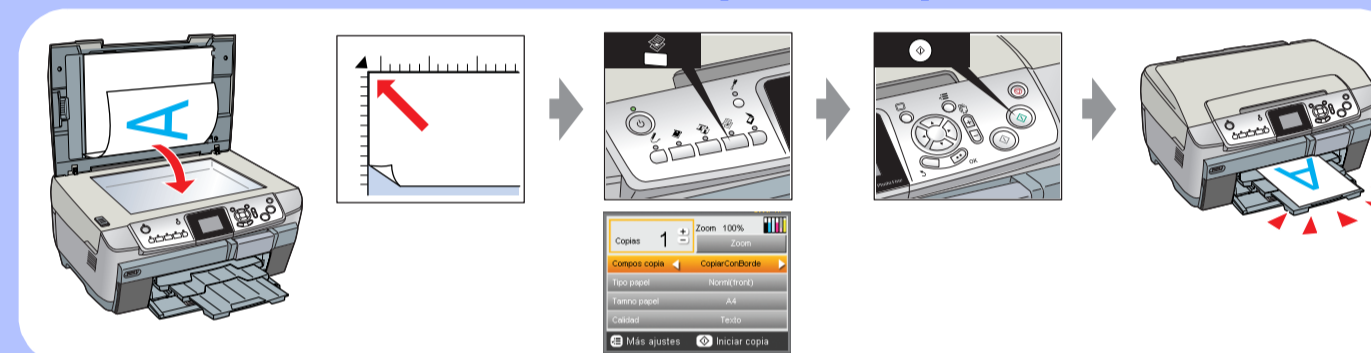 A
OK
Copias 1 + −
Zoom 100%
Zoom
Compos copia CopiarConBorde
Tipo papel Norml(front)
Tamno papel A4
Calidad Texto
Más ajustes Iniciar copia
A